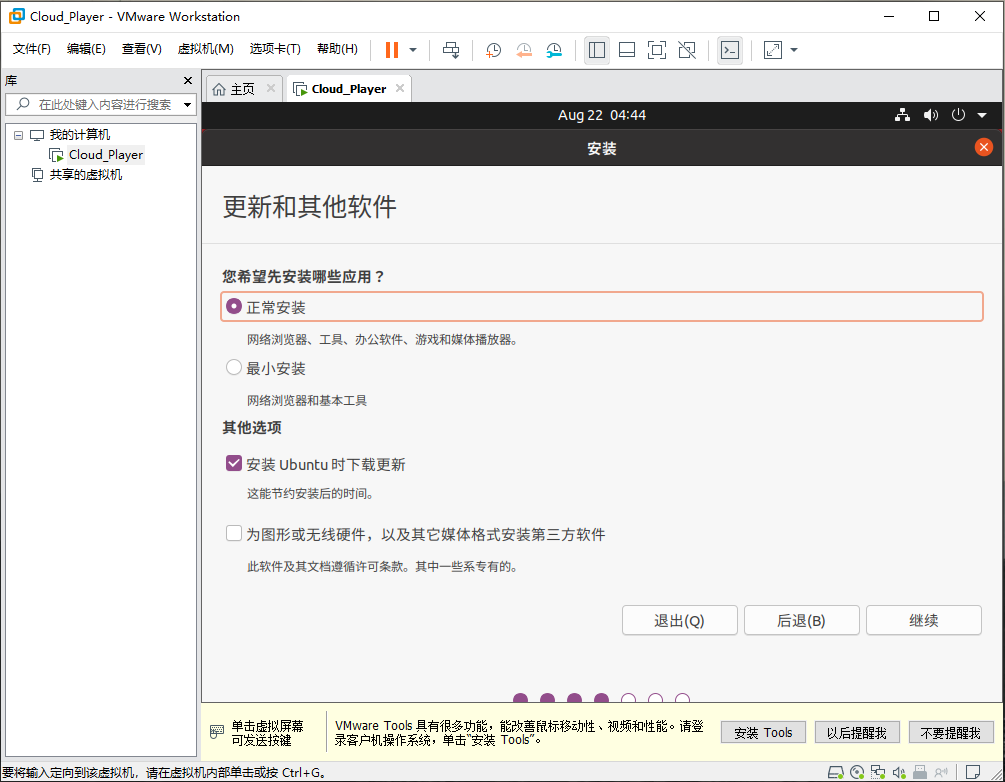 Cloud_Player - VMware Workstation
文件(F) 编辑(E) 查看(V) 虚拟机(M) 选项卡(T) 帮助(H)
库
主页 Cloud_Player
在此处键入内容进行搜索
我的计算机
Cloud_Player
共享的虚拟机
Aug 22 04:44
安装
更新和其他软件
您希望先安装哪些应用？
正常安装
网络浏览器、工具、办公软件、游戏和媒体播放器。
最小安装
网络浏览器和基本工具
其他选项
安装 Ubuntu 时下载更新
这能节约安装后的时间。
为图形或无线硬件，以及其它媒体格式安装第三方软件
此软件及其文档遵循许可条款。其中一些系专有的。
退出(Q) 后退(B) 继续
单击虚拟屏幕
可发送按键
VMware Tools 具有很多功能，能改善鼠标移动性、视频和性能。请登
录客户机操作系统，单击“安装 Tools”。
安装 Tools 以后提醒我 不要提醒我
要将输入定向到该虚拟机，请在虚拟机内部单击或按 Ctrl+G。